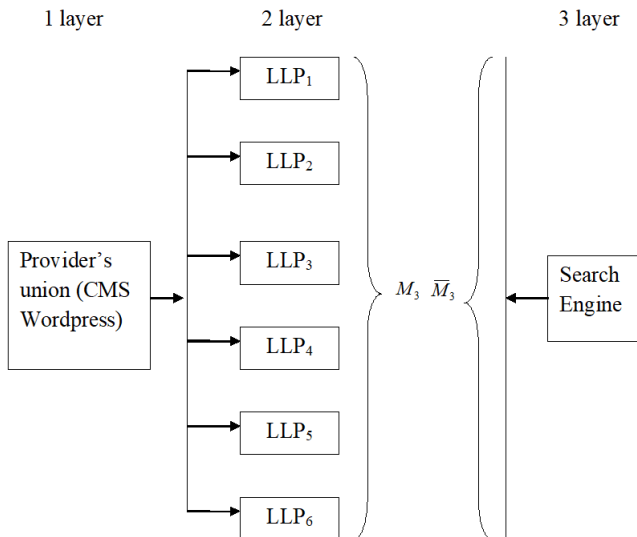 1 layer 2 layer 3 layer
LLP₁
LLP₂
Provider's
union (CMS
Wordpress)
LLP₃
M₃ M̅₃
Search
Engine
LLP₄
LLP₅
LLP₆